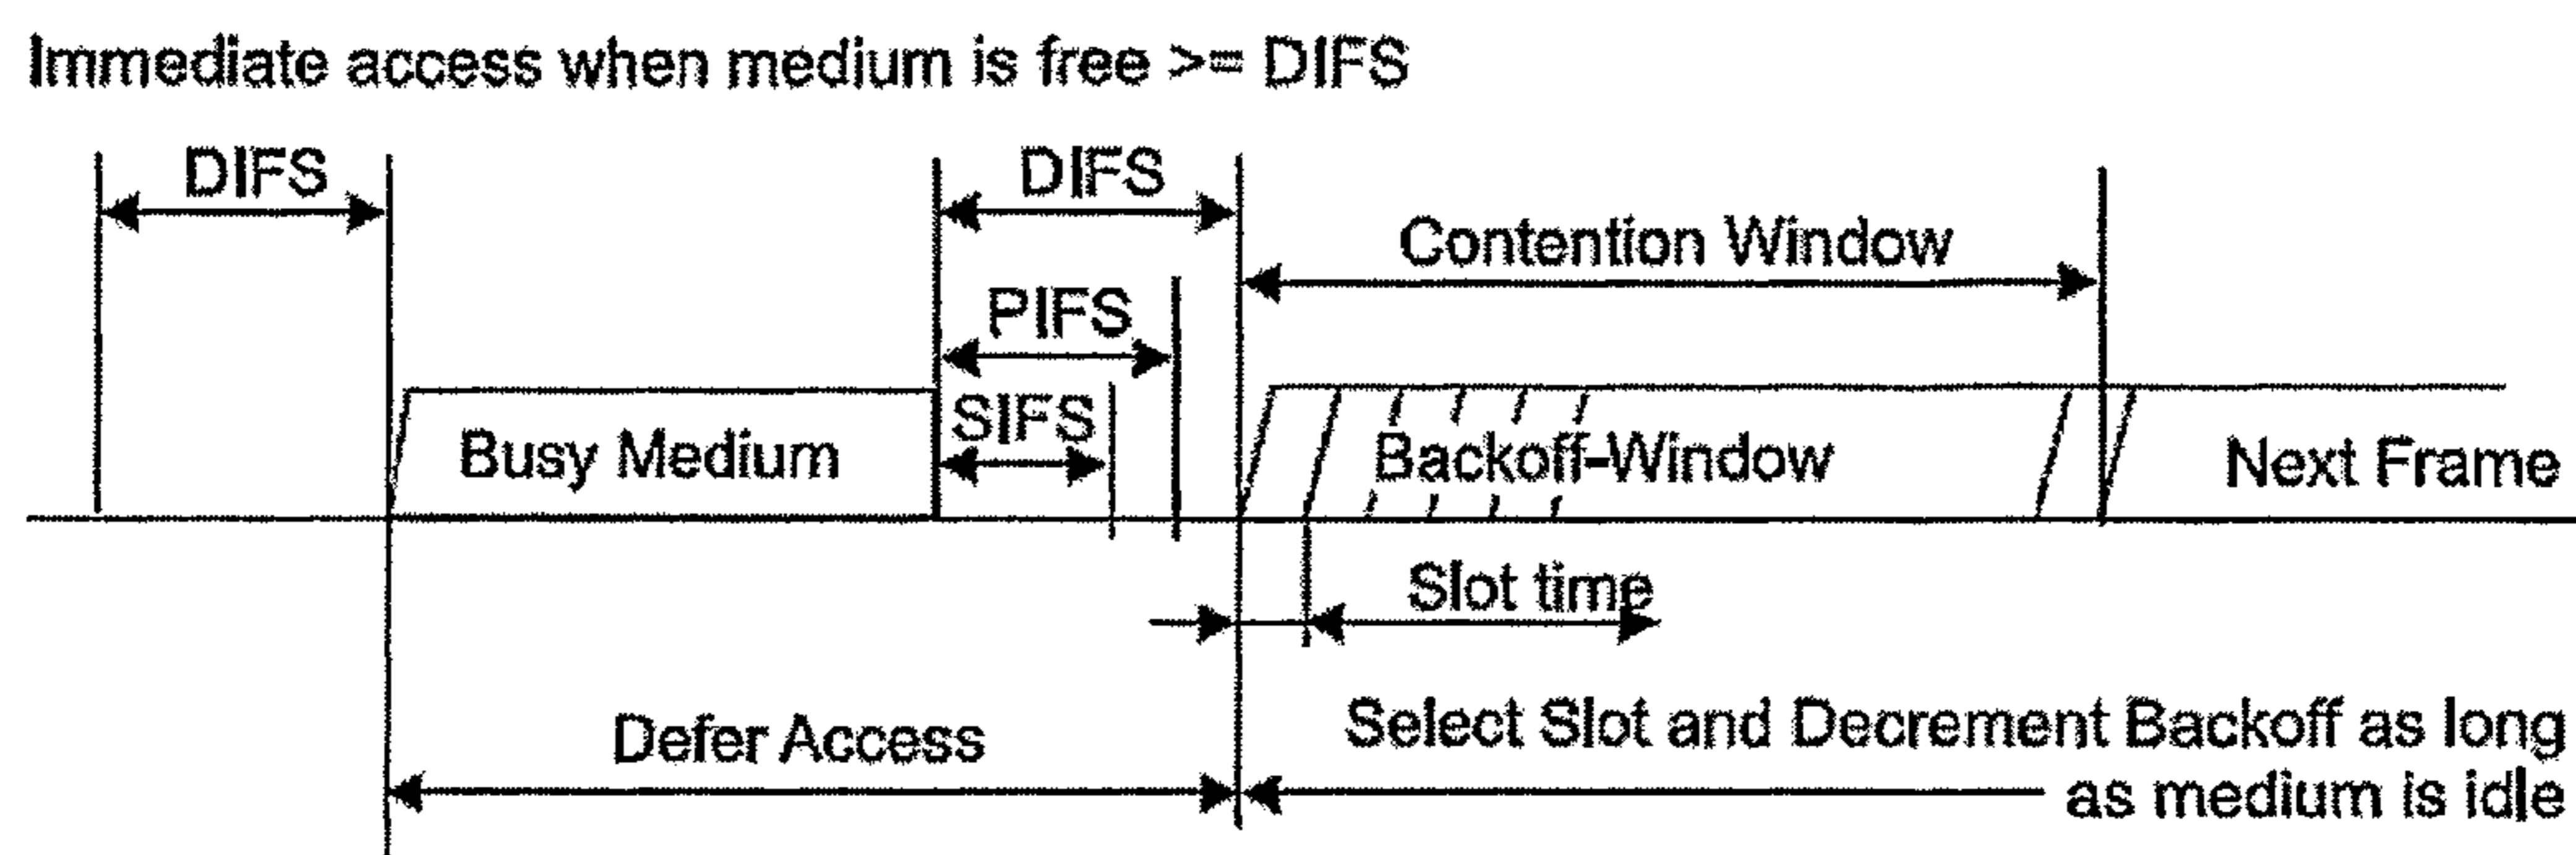 Immediate access when medium is free >= DIFS
DIFS
DIFS
Contention Window
PIFS
SIFS
Busy Medium
Backoff-Window
Next Frame
Slot time
Defer Access
Select Slot and Decrement Backoff as long
as medium is idle